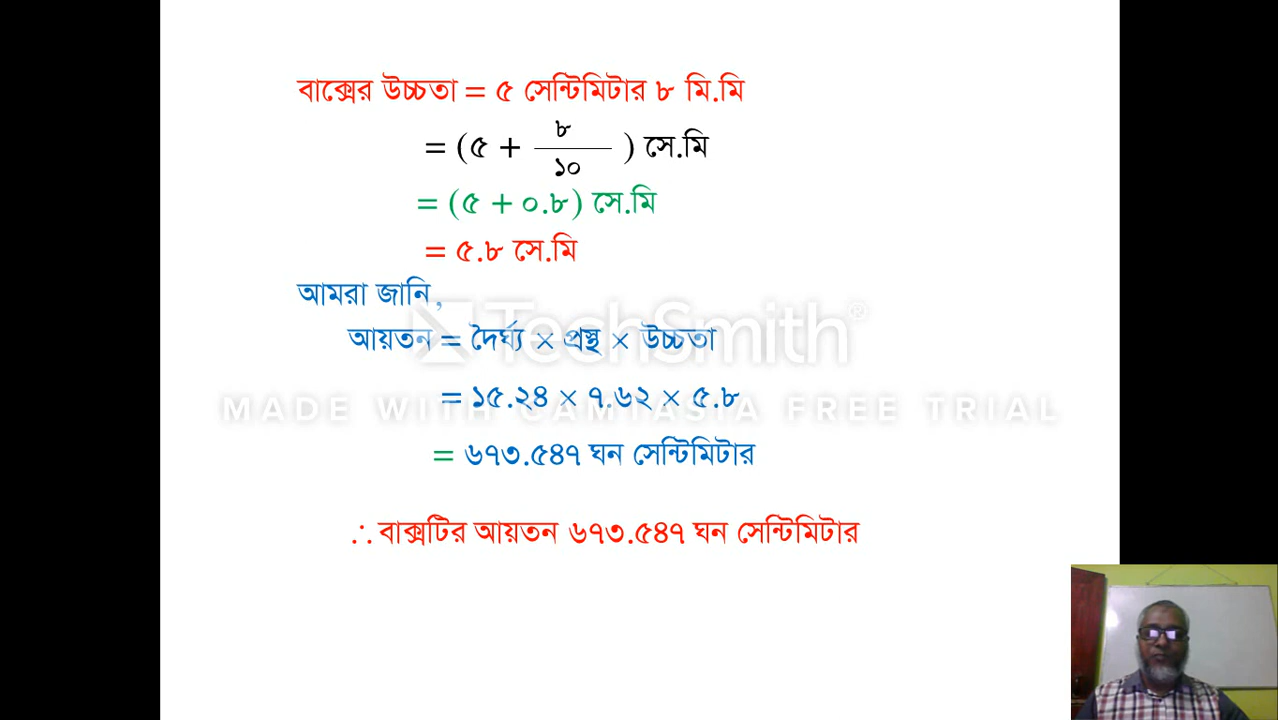 বাক্সের উচ্চতা = ৫ সেন্টিমিটার ৮ মি.মি
= (৫ + ৮/১০) সে.মি
= (৫ + ০.৮) সে.মি
= ৫.৮ সে.মি
আমরা জানি,
TechSmith®
আয়তন = দৈর্ঘ্য × প্রস্থ × উচ্চতা
= ১৫.২৪ × ৭.৬২ × ৫.৮
MADE WITH CAMTASIA FREE TRIAL
= ৬৭৩.৫৪৭ ঘন সেন্টিমিটার
∴ বাক্সটির আয়তন ৬৭৩.৫৪৭ ঘন সেন্টিমিটার